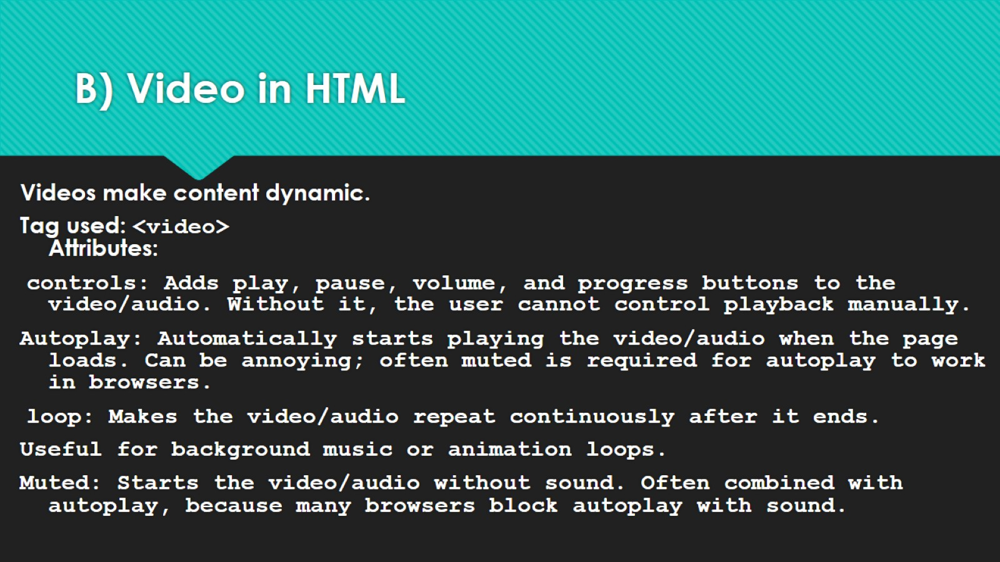 B) Video in HTML
Videos make content dynamic.
Tag used: <video>
Attributes:
controls: Adds play, pause, volume, and progress buttons to the
video/audio. Without it, the user cannot control playback manually.
Autoplay: Automatically starts playing the video/audio when the page
loads. Can be annoying; often muted is required for autoplay to work
in browsers.
loop: Makes the video/audio repeat continuously after it ends.
Useful for background music or animation loops.
Muted: Starts the video/audio without sound. Often combined with
autoplay, because many browsers block autoplay with sound.